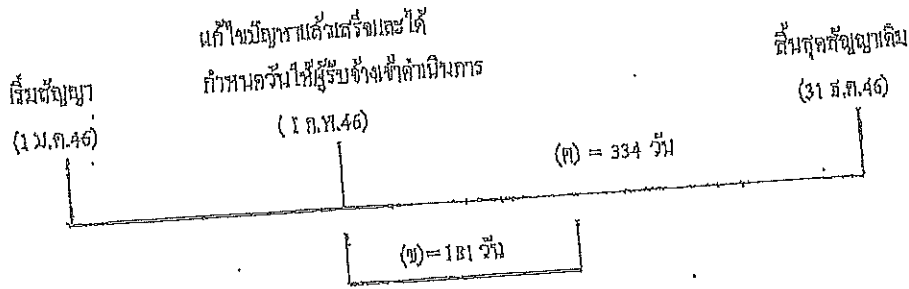 แก้ไขปัญหาแล้วเสร็จและได้
กำหนดวันให้ผู้รับจ้างเข้าดำเนินการ
สิ้นสุดสัญญาเดิม
เริ่มสัญญา
(1 ม.ค.46)
(1 ก.พ.46)
(31 ธ.ค.46)
(ค) = 334 วัน
(ข) = 181 วัน